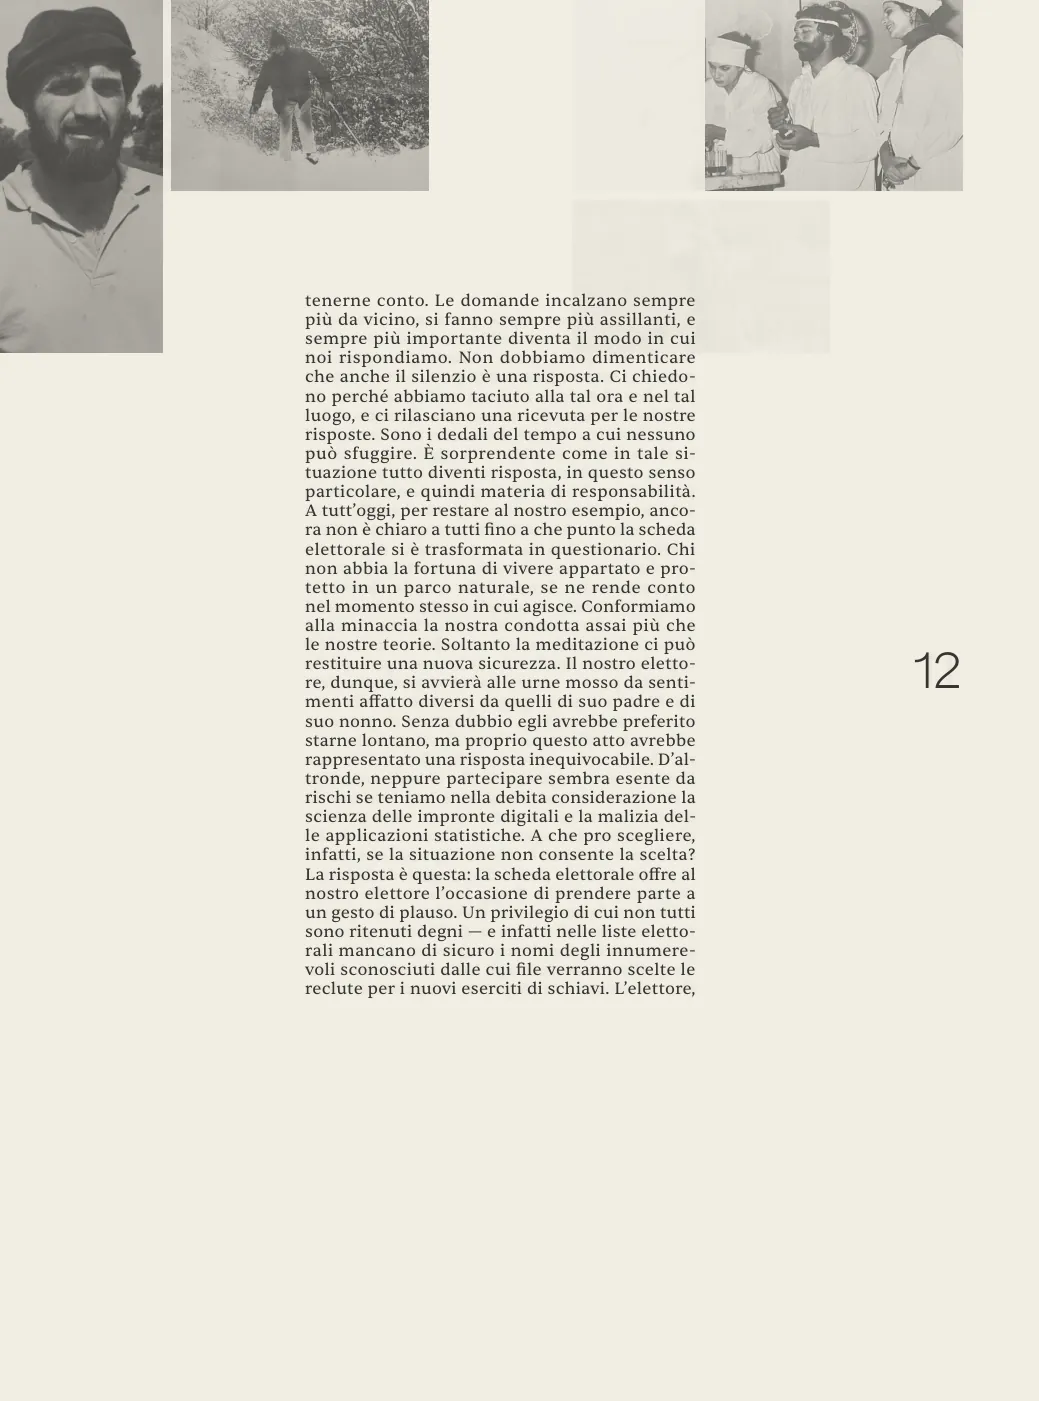 tenerne conto. Le domande incalzano sempre
più da vicino, si fanno sempre più assillanti, e
sempre più importante diventa il modo in cui
noi rispondiamo. Non dobbiamo dimenticare
che anche il silenzio è una risposta. Ci chiedo-
no perché abbiamo taciuto alla tal ora e nel tal
luogo, e ci rilasciano una ricevuta per le nostre
risposte. Sono i dedali del tempo a cui nessuno
può sfuggire. È sorprendente come in tale si-
tuazione tutto diventi risposta, in questo senso
particolare, e quindi materia di responsabilità.
A tutt’oggi, per restare al nostro esempio, anco-
ra non è chiaro a tutti fino a che punto la scheda
elettorale si è trasformata in questionario. Chi
non abbia la fortuna di vivere appartato e pro-
tetto in un parco naturale, se ne rende conto
nel momento stesso in cui agisce. Conformiamo
alla minaccia la nostra condotta assai più che
le nostre teorie. Soltanto la meditazione ci può
restituire una nuova sicurezza. Il nostro eletto-
re, dunque, si avvierà alle urne mosso da senti-
menti affatto diversi da quelli di suo padre e di
suo nonno. Senza dubbio egli avrebbe preferito
starne lontano, ma proprio questo atto avrebbe
rappresentato una risposta inequivocabile. D’al-
tronde, neppure partecipare sembra esente da
rischi se teniamo nella debita considerazione la
scienza delle impronte digitali e la malizia del-
le applicazioni statistiche. A che pro scegliere,
infatti, se la situazione non consente la scelta?
La risposta è questa: la scheda elettorale offre al
nostro elettore l’occasione di prendere parte a
un gesto di plauso. Un privilegio di cui non tutti
sono ritenuti degni — e infatti nelle liste eletto-
rali mancano di sicuro i nomi degli innumere-
voli sconosciuti dalle cui file verranno scelte le
reclute per i nuovi eserciti di schiavi. L’elettore,
12